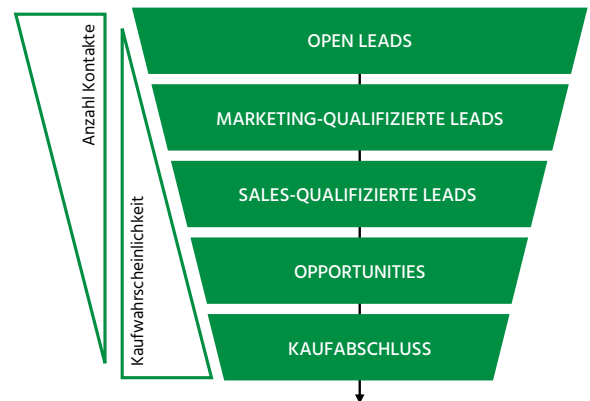 Anzahl Kontakte
Kaufwahrscheinlichkeit
OPEN LEADS
MARKETING-QUALIFIZIERTE LEADS
SALES-QUALIFIZIERTE LEADS
OPPORTUNITIES
KAUFABSCHLUSS